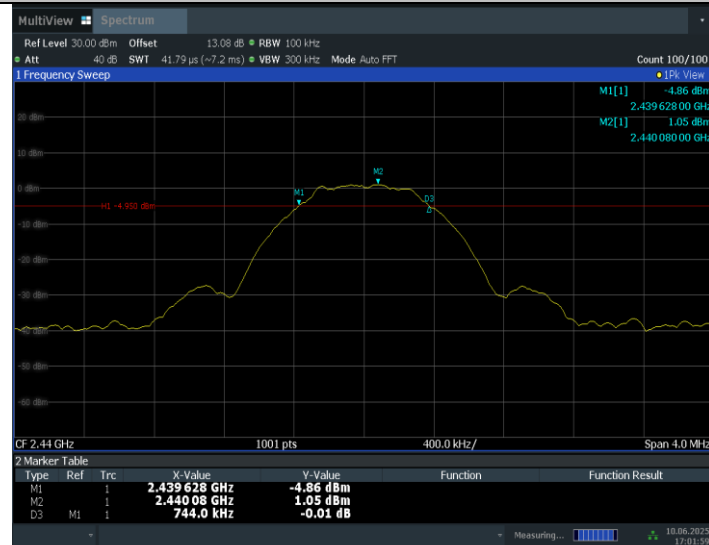 MultiView Spectrum
Ref Level 30.00 dBm Offset 13.08 dB RBW 100 kHz
Att 40 dB SWT 41.79 µs (~7.2 ms) VBW 300 kHz Mode Auto FFT Count 100/100
1 Frequency Sweep 1Pk View
M1[1] -4.86 dBm
2.439 628 00 GHz
M2[1] 1.05 dBm
2.440 080 00 GHz
20 dBm
10 dBm
M2
0 dBm
M1
D3
H1 -4.953 dBm
-10 dBm
-20 dBm
-30 dBm
-40 dBm
-50 dBm
-60 dBm
CF 2.44 GHz 1001 pts 400.0 kHz/ Span 4.0 MHz
2 Marker Table
Type Ref Trc X-Value Y-Value Function Function Result
M1 1 2.439 628 GHz -4.86 dBm
M2 1 2.440 08 GHz 1.05 dBm
D3 M1 1 744.0 kHz -0.01 dB
Measuring... 10.06.2025
17:01:59